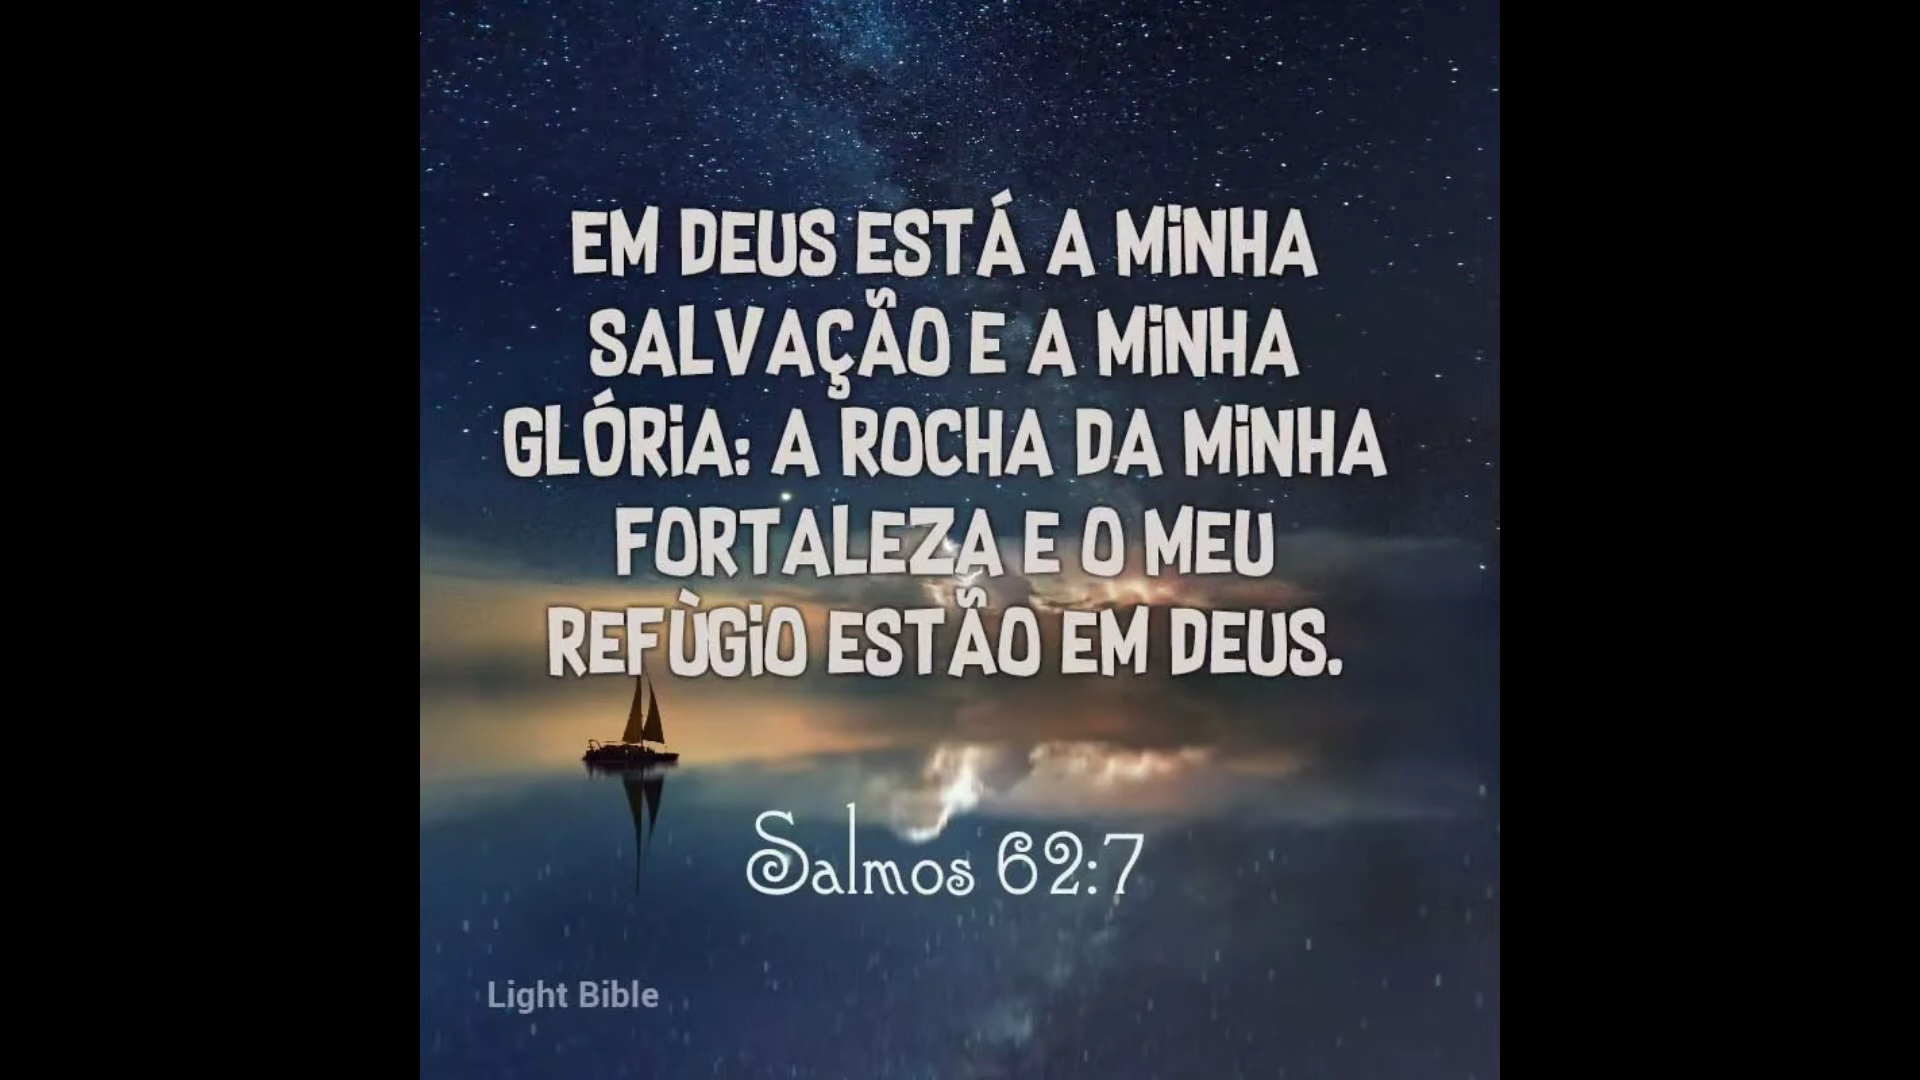 EM DEUS ESTÁ A MINHA
SALVAÇÃO E A MINHA
GLÓRIA: A ROCHA DA MINHA
FORTALEZA E O MEU
REFÙGIO ESTÃO EM DEUS.
Salmos 62:7
Light Bible